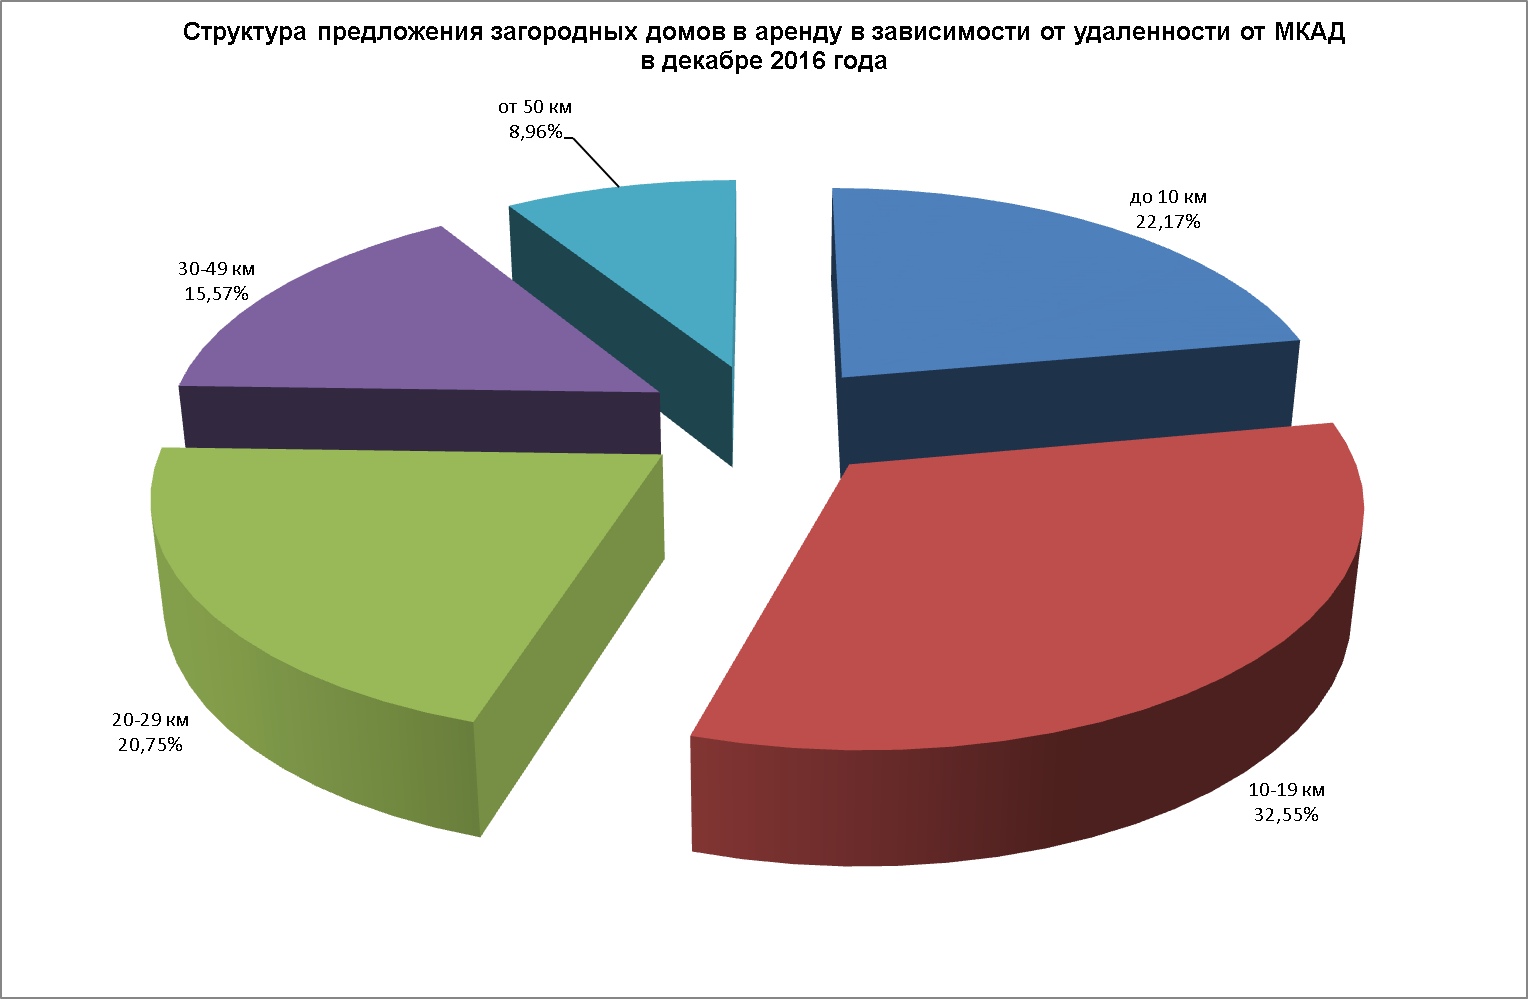 Структура предложения загородных домов в аренду в зависимости от удаленности от МКАД
в декабре 2016 года
от 50 км
8,96%
до 10 км
22,17%
30-49 км
15,57%
20-29 км
20,75%
10-19 км
32,55%